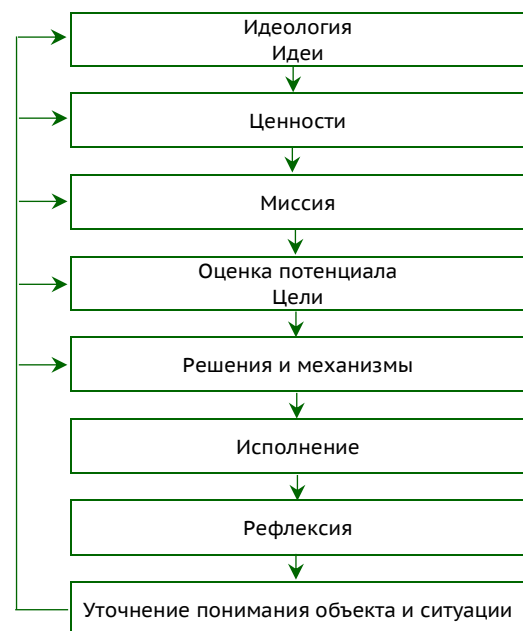 Идеология
Идеи
Ценности
Миссия
Оценка потенциала
Цели
Решения и механизмы
Исполнение
Рефлексия
Уточнение понимания объекта и ситуации